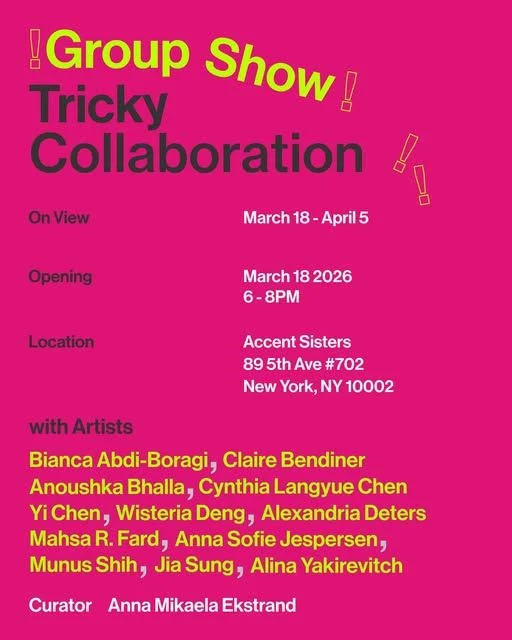 !Group Show!
Tricky
Collaboration
!!
On View March 18 - April 5
Opening March 18 2026
6 - 8PM
Location Accent Sisters
89 5th Ave #702
New York, NY 10002
with Artists
Bianca Abdi-Boragi, Claire Bendiner
Anoushka Bhalla, Cynthia Langyue Chen
Yi Chen, Wisteria Deng, Alexandria Deters
Mahsa R. Fard, Anna Sofie Jespersen,
Munus Shih, Jia Sung, Alina Yakirevitch
Curator Anna Mikaela Ekstrand